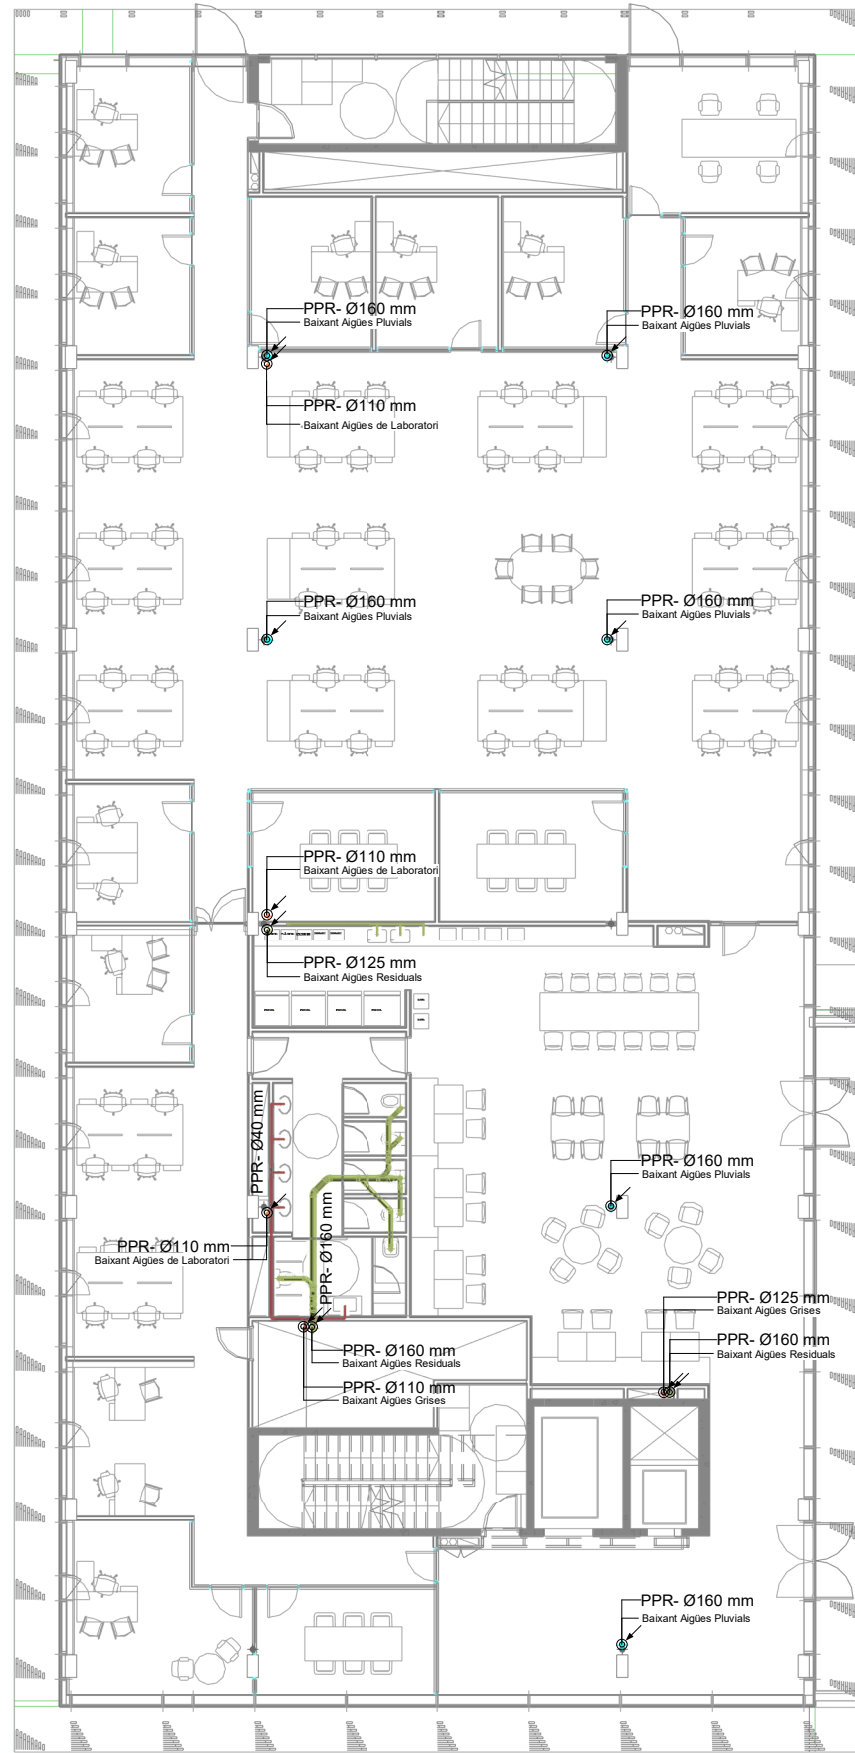 PPR- Ø160 mm
Baixant Aigües Pluvials
PPR- Ø160 mm
Baixant Aigües Pluvials
PPR- Ø110 mm
Baixant Aigües de Laboratori
PPR- Ø160 mm
Baixant Aigües Pluvials
PPR- Ø160 mm
Baixant Aigües Pluvials
PPR- Ø110 mm
Baixant Aigües de Laboratori
PPR- Ø125 mm
Baixant Aigües Residuals
PPR- Ø40 mm
PPR- Ø160 mm
Baixant Aigües Pluvials
PPR- Ø110 mm
Baixant Aigües de Laboratori
PPR- Ø160 mm
PPR- Ø125 mm
Baixant Aigües Grises
PPR- Ø160 mm
Baixant Aigües Residuals
PPR- Ø160 mm
Baixant Aigües Residuals
PPR- Ø110 mm
Baixant Aigües Grises
PPR- Ø160 mm
Baixant Aigües Pluvials